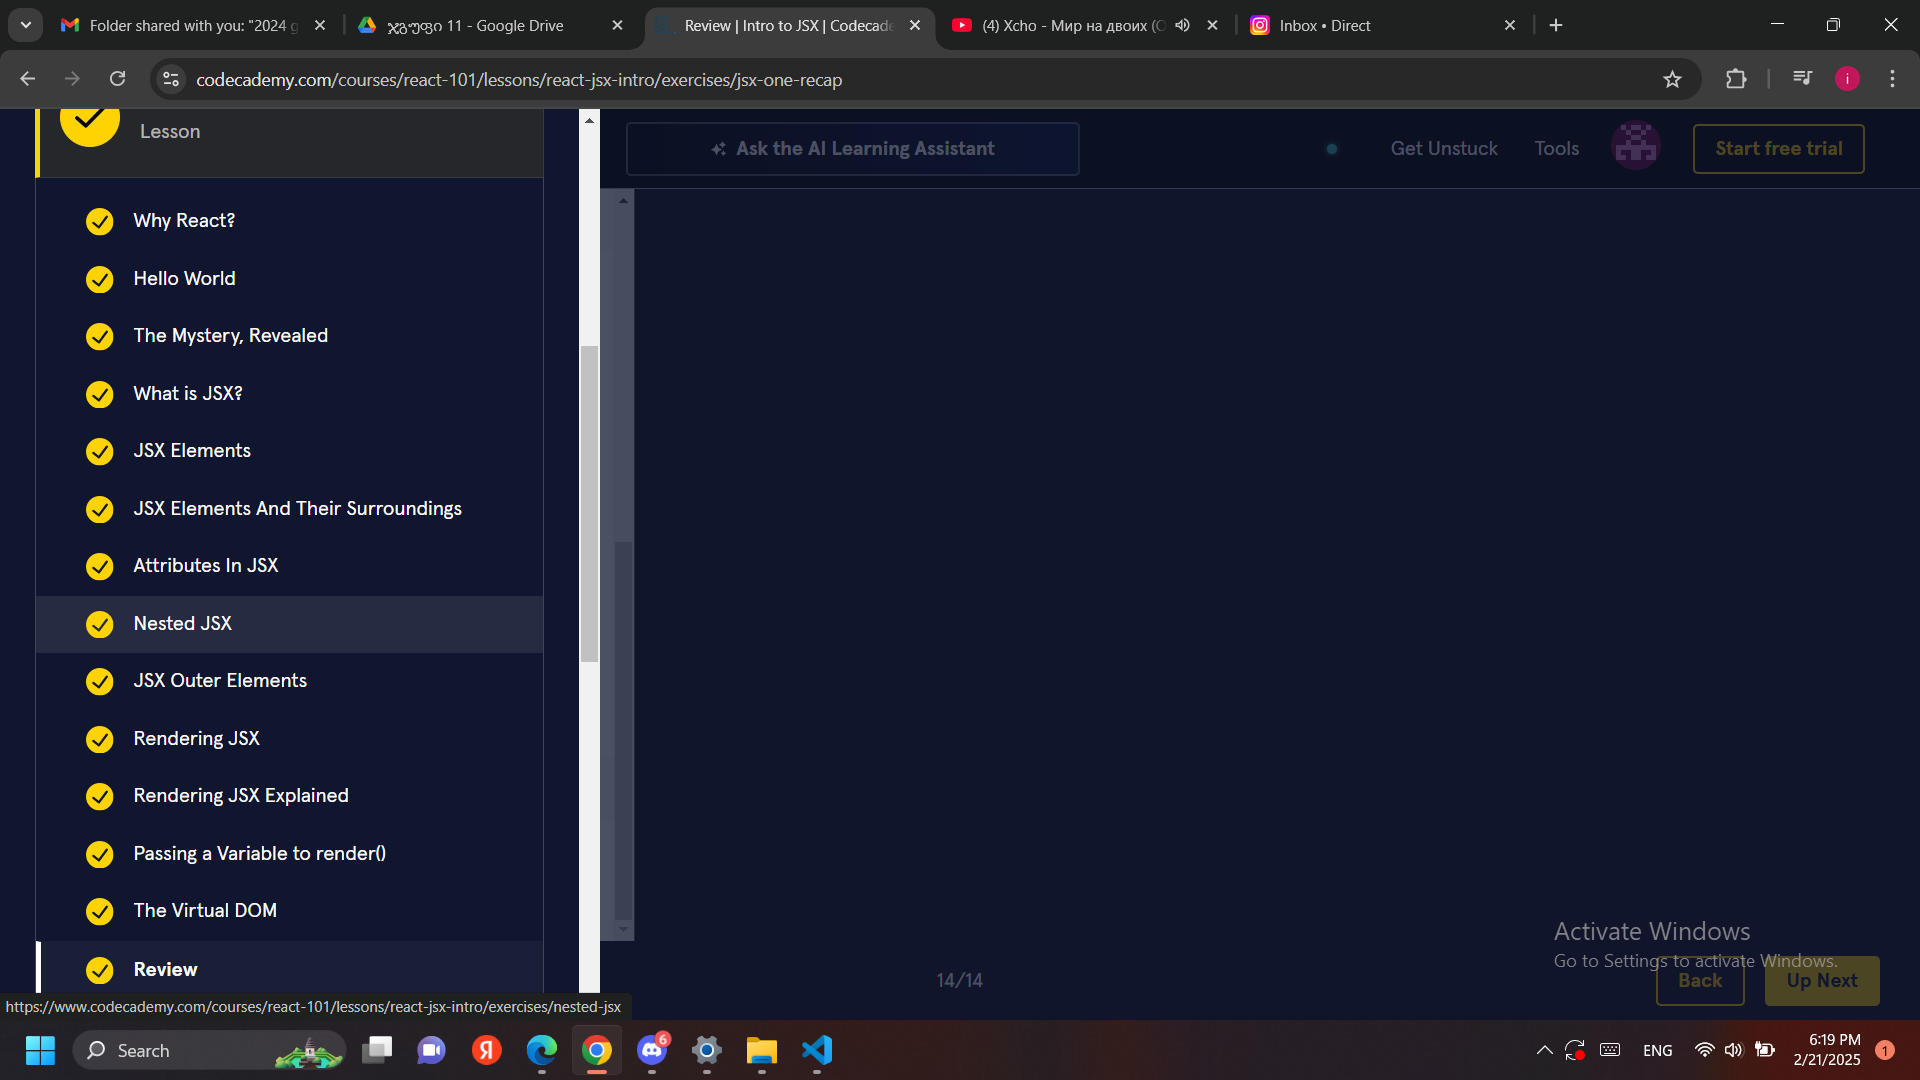 Folder shared with you: "2024 g
ჯგუფი 11 - Google Drive
Review | Intro to JSX | Codecade
(4) Xcho - Мир на двоих (O
Inbox • Direct
codecademy.com/courses/react-101/lessons/react-jsx-intro/exercises/jsx-one-recap
i
Lesson
Ask the AI Learning Assistant
Get Unstuck
Tools
Start free trial
Why React?
Hello World
The Mystery, Revealed
What is JSX?
JSX Elements
JSX Elements And Their Surroundings
Attributes In JSX
Nested JSX
JSX Outer Elements
Rendering JSX
Rendering JSX Explained
Passing a Variable to render()
The Virtual DOM
Review
Activate Windows
Go to Settings to activate Windows.
14/14
Back
Up Next
https://www.codecademy.com/courses/react-101/lessons/react-jsx-intro/exercises/nested-jsx
Search
Я
6
ENG
6:19 PM
2/21/2025
1